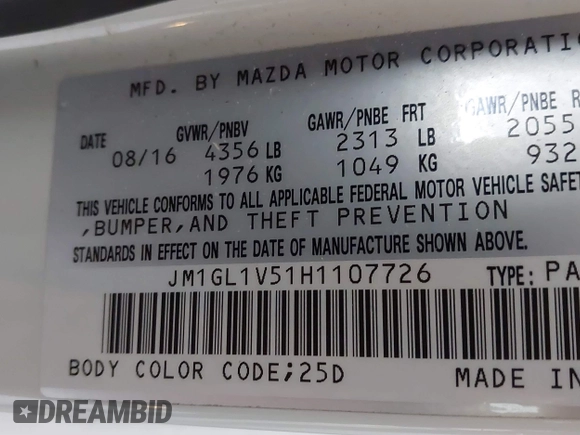 MFD. BY MAZDA MOTOR CORPORATIO
DATE GVWR/PNBV GAWR/PNBE FRT GAWR/PNBE R
08/16 4356 LB 2313 LB 2055
1976 KG 1049 KG 932
THIS VEHICLE CONFORMS TO ALL APPLICABLE FEDERAL MOTOR VEHICLE SAFET
,BUMPER,AND THEFT PREVENTION
STANDARDS IN EFFECT ON THE DATE OF MANUFACTURE SHOWN ABOVE.
JM1GL1V51H1107726 TYPE: PA
BODY COLOR CODE;25D MADE IN
DREAMBID